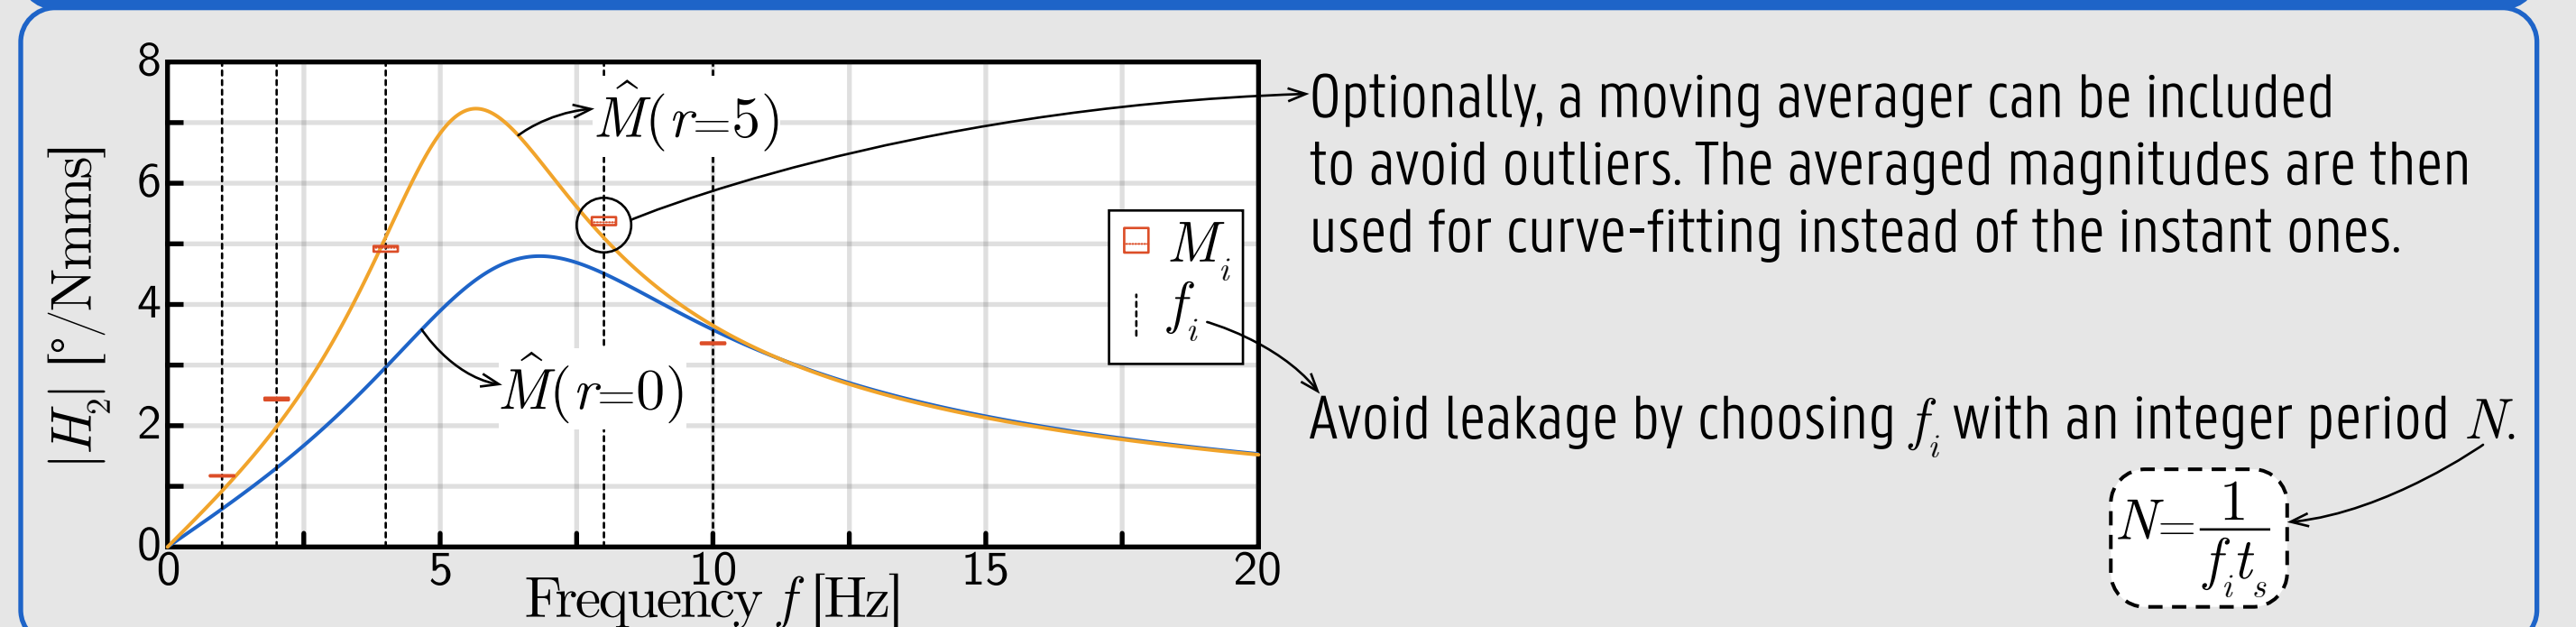 8
6
4
2
0
|H₂| [°/Nmms]
M̂(r=5)
M̂(r=0)
Mᵢ
fᵢ
0 5 10 15 20
Frequency f [Hz]
Optionally, a moving averager can be included
to avoid outliers. The averaged magnitudes are then
used for curve-fitting instead of the instant ones.
Avoid leakage by choosing fᵢ with an integer period N.
N=1/(fᵢtₛ)